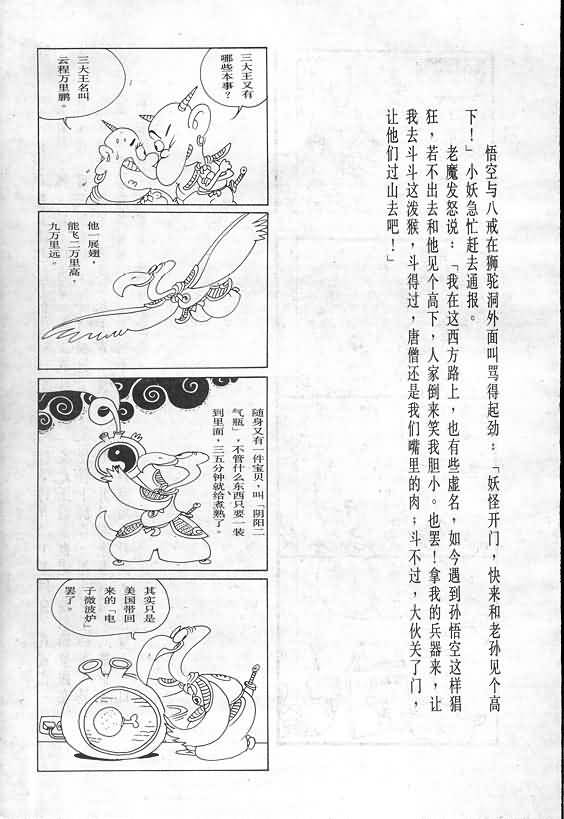 悟空与八戒在狮驼洞外面叫骂得起劲：「妖怪开门，快来和老孙见个高
下！」小妖急忙赶去通报。
老魔发怒说：「我在这西方路上，也有些虚名，如今遇到孙悟空这样猖
狂，若不出去和他见个高下，人家倒来笑我胆小。也罢！拿我的兵器来，让
我去斗斗这泼猴，斗得过，唐僧还是我们嘴里的肉；斗不过，大伙关了门，
让他们过山去吧！」
三大王又有
哪些本事？
三大王名叫
云程万里鹏。
他一展翅，
能飞二万里高，
九万里远。
随身又有一件宝贝，叫「阴阳二
气瓶」，不管什么东西只要一装
到里面，三五分钟就给煮熟了。
其实只是
美国带回
来的「电
子微波炉」
罢了。